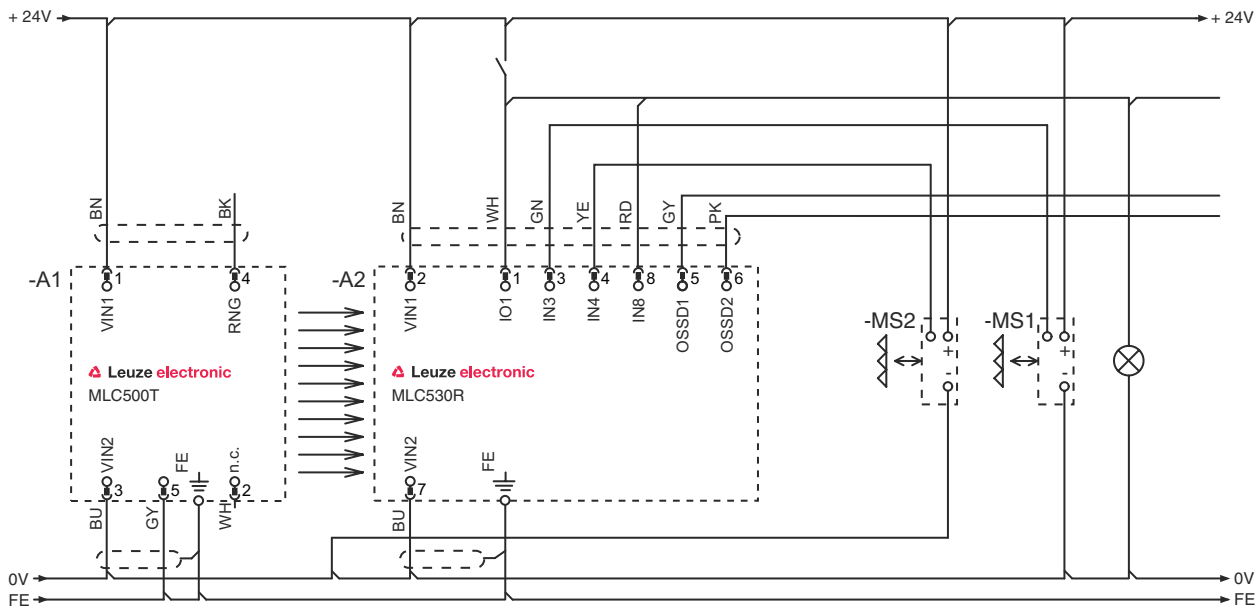 + 24V
+ 24V
BN
BK
BN
WH
GN
YE
RD
GY
PK
-A1
1
4
-A2
2
1
3
4
8
5
6
VIN1
RNG
VIN1
IO1
IN3
IN4
IN8
OSSD1
OSSD2
-MS2
-MS1
+
-
+
-
Leuze electronic
MLC500T
Leuze electronic
MLC530R
VIN2
FE
n.c.
VIN2
FE
3
5
2
7
BU
GY
WH
BU
0V
0V
FE
FE